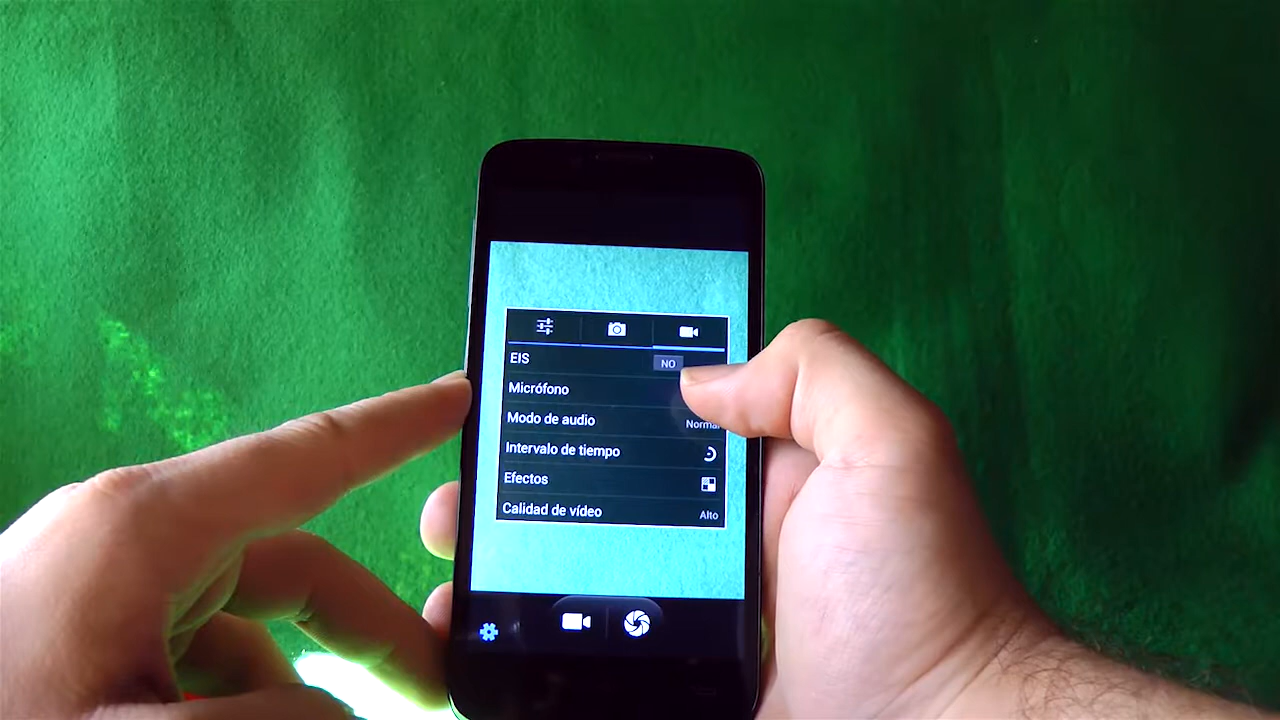 EIS NO
Micrófono
Modo de audio Normal
Intervalo de tiempo
Efectos
Calidad de vídeo Alto